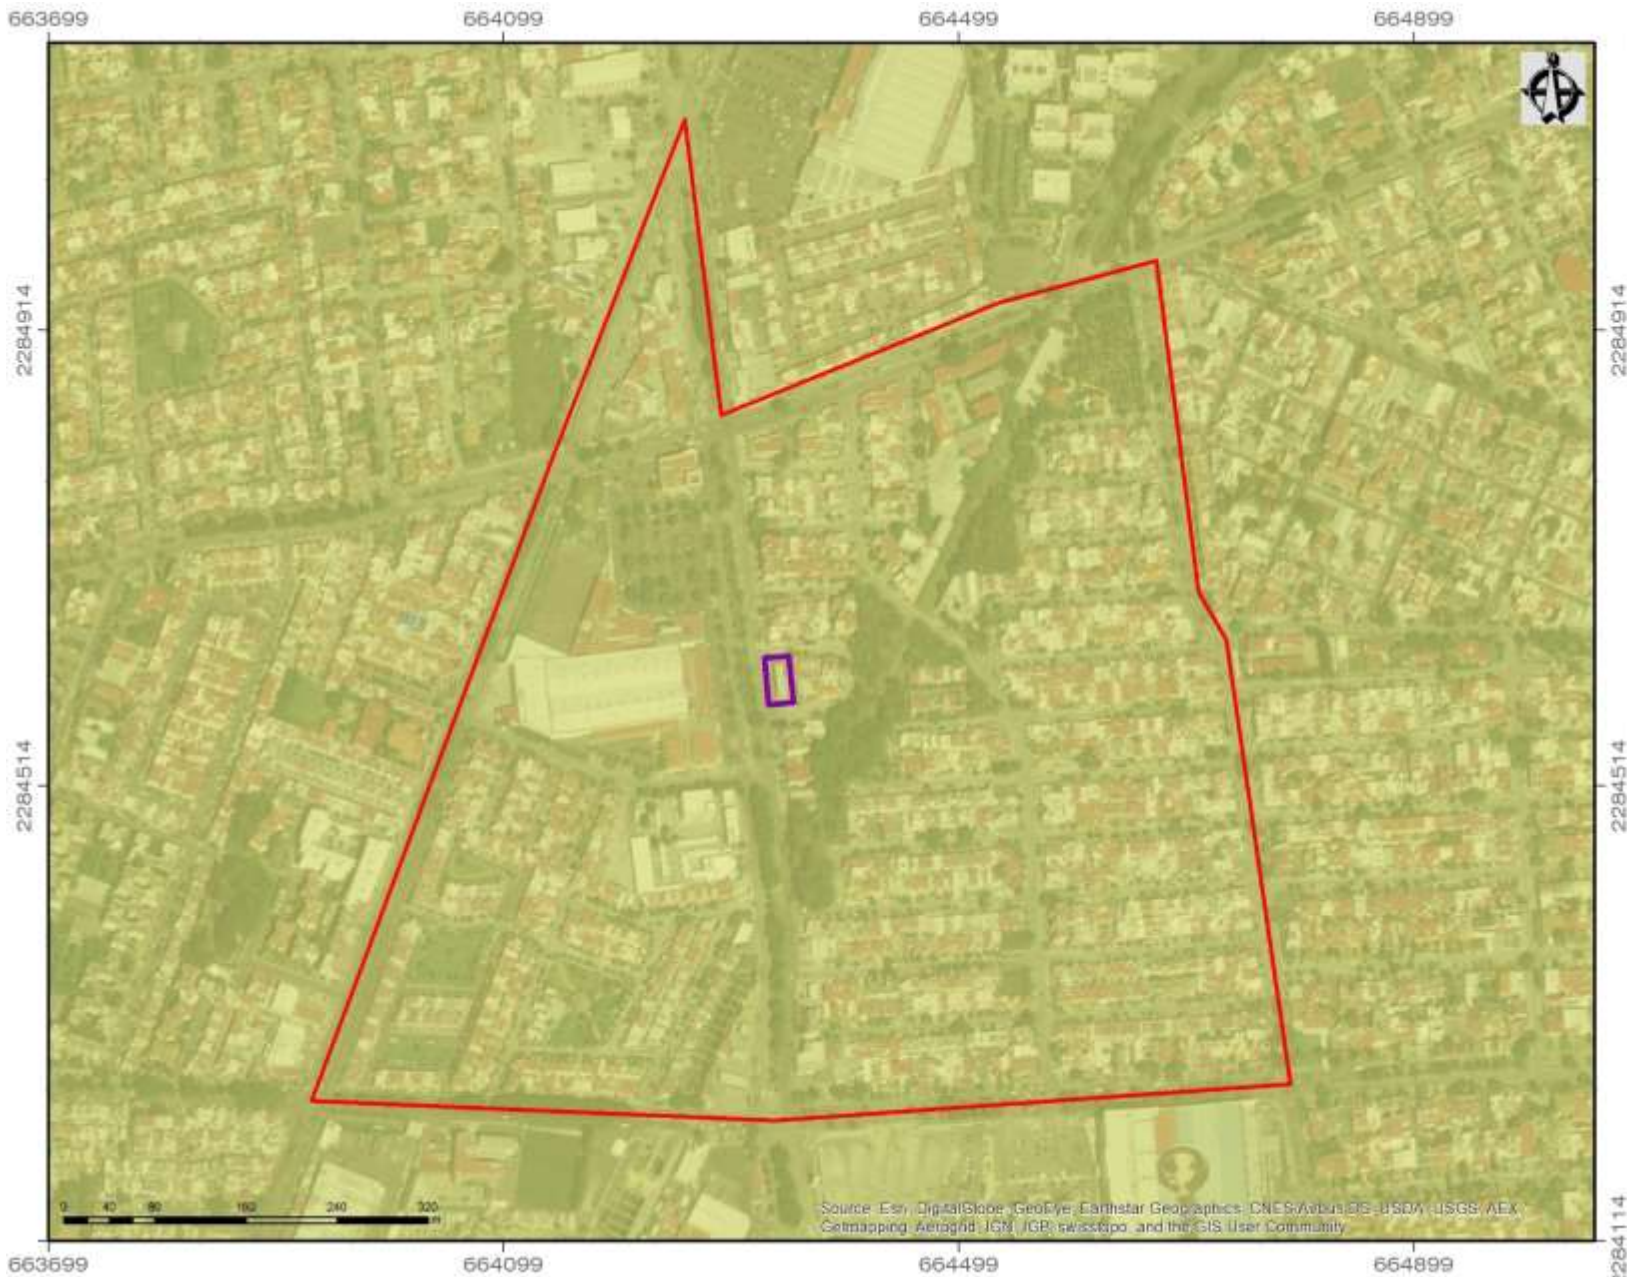 663699 664099 664499 664899
2284914 2284914
2284514 2284514
2284114
0 40 80 160 240 320
m
Source: Esri, DigitalGlobe, GeoEye, Earthstar Geographics, CNES/Airbus DS, USDA, USGS, AEX,
Getmapping, Aerogrid, IGN, IGP, swisstopo, and the GIS User Community
663699 664099 664499 664899